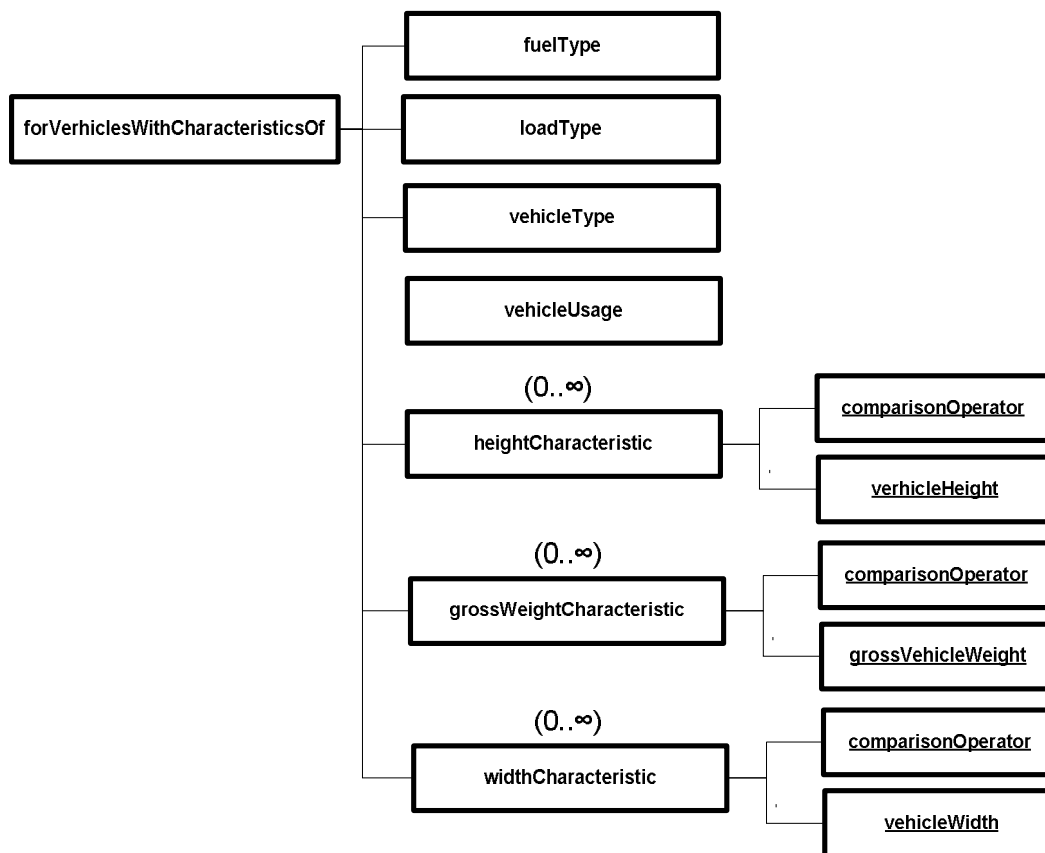 fuelType
forVerhiclesWithCharacteristicsOf
loadType
vehicleType
vehicleUsage
(0..∞)
heightCharacteristic
comparisonOperator
verhicleHeight
(0..∞)
grossWeightCharacteristic
comparisonOperator
grossVehicleWeight
(0..∞)
widthCharacteristic
comparisonOperator
vehicleWidth